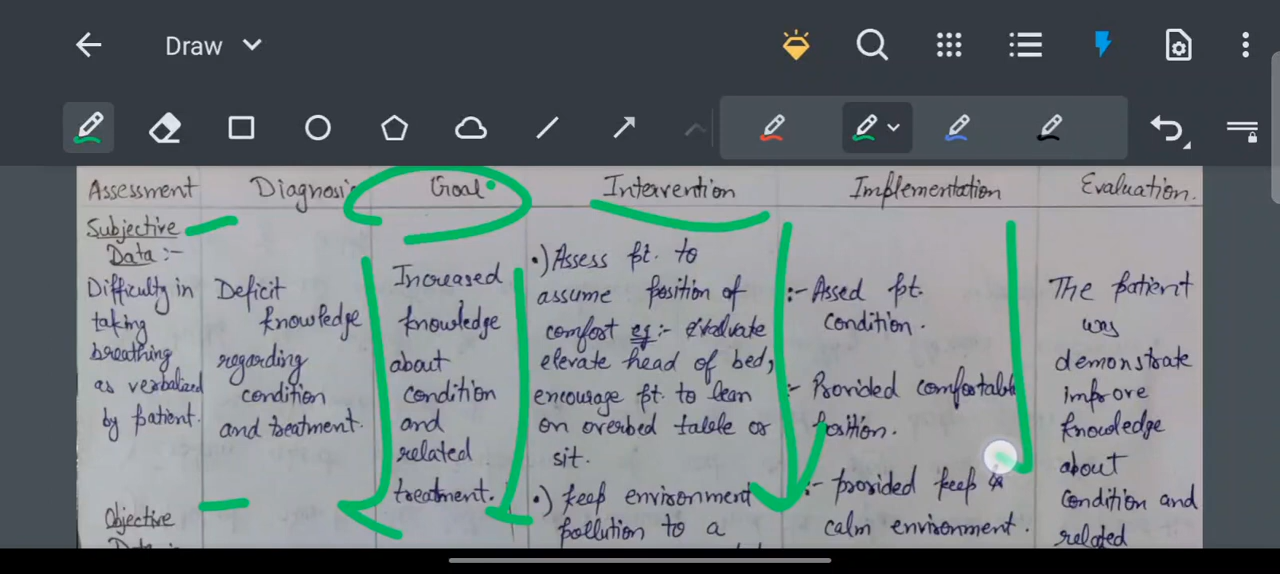 Draw
Assessment
Diagnosis
Goal
Intervention
Implementation
Evaluation.
Subjective
Data :-
Difficulty in
taking
breathing
as verbalized
by patient.
Objective
Deficit
knowledge
regarding
condition
and treatment.
Increased
knowledge
about
condition
and
related
treatment.
•) Assess pt. to
assume position of
comfort eg:- evalvate
elevate head of bed,
encourage pt. to lean
on overbed table or
sit.
•) keep environment
pollution to a
:- Assed pt.
condition.
:- Provided comfortable
position.
:- provided keep
calm environment.
The patient
was
demonstrate
improve
knowledge
about
condition and
related